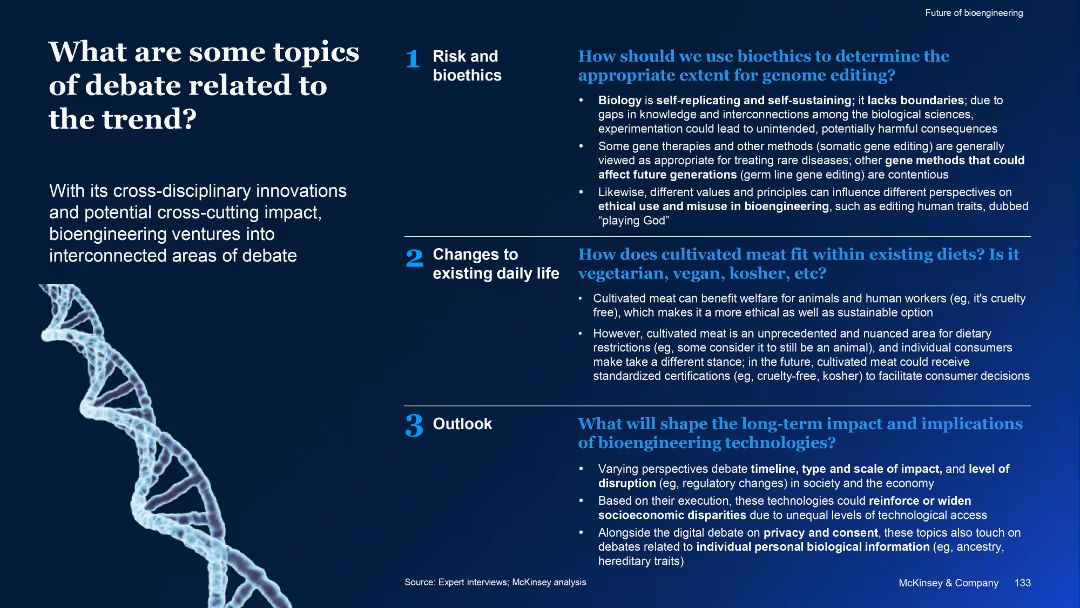 Future of bioengineering
What are some topics
of debate related to
the trend?
With its cross-disciplinary innovations
and potential cross-cutting impact,
bioengineering ventures into
interconnected areas of debate
1 Risk and
bioethics
How should we use bioethics to determine the
appropriate extent for genome editing?
• Biology is self-replicating and self-sustaining; it lacks boundaries; due to
gaps in knowledge and interconnections among the biological sciences,
experimentation could lead to unintended, potentially harmful consequences
• Some gene therapies and other methods (somatic gene editing) are generally
viewed as appropriate for treating rare diseases; other gene methods that could
affect future generations (germ line gene editing) are contentious
• Likewise, different values and principles can influence different perspectives on
ethical use and misuse in bioengineering, such as editing human traits, dubbed
“playing God”
2 Changes to
existing daily life
How does cultivated meat fit within existing diets? Is it
vegetarian, vegan, kosher, etc?
• Cultivated meat can benefit welfare for animals and human workers (eg, it's cruelty
free), which makes it a more ethical as well as sustainable option
• However, cultivated meat is an unprecedented and nuanced area for dietary
restrictions (eg, some consider it to still be an animal), and individual consumers
make take a different stance; in the future, cultivated meat could receive
standardized certifications (eg, cruelty-free, kosher) to facilitate consumer decisions
3 Outlook
What will shape the long-term impact and implications
of bioengineering technologies?
• Varying perspectives debate timeline, type and scale of impact, and level of
disruption (eg, regulatory changes) in society and the economy
• Based on their execution, these technologies could reinforce or widen
socioeconomic disparities due to unequal levels of technological access
• Alongside the digital debate on privacy and consent, these topics also touch on
debates related to individual personal biological information (eg, ancestry,
hereditary traits)
Source: Expert interviews; McKinsey analysis
McKinsey & Company 133